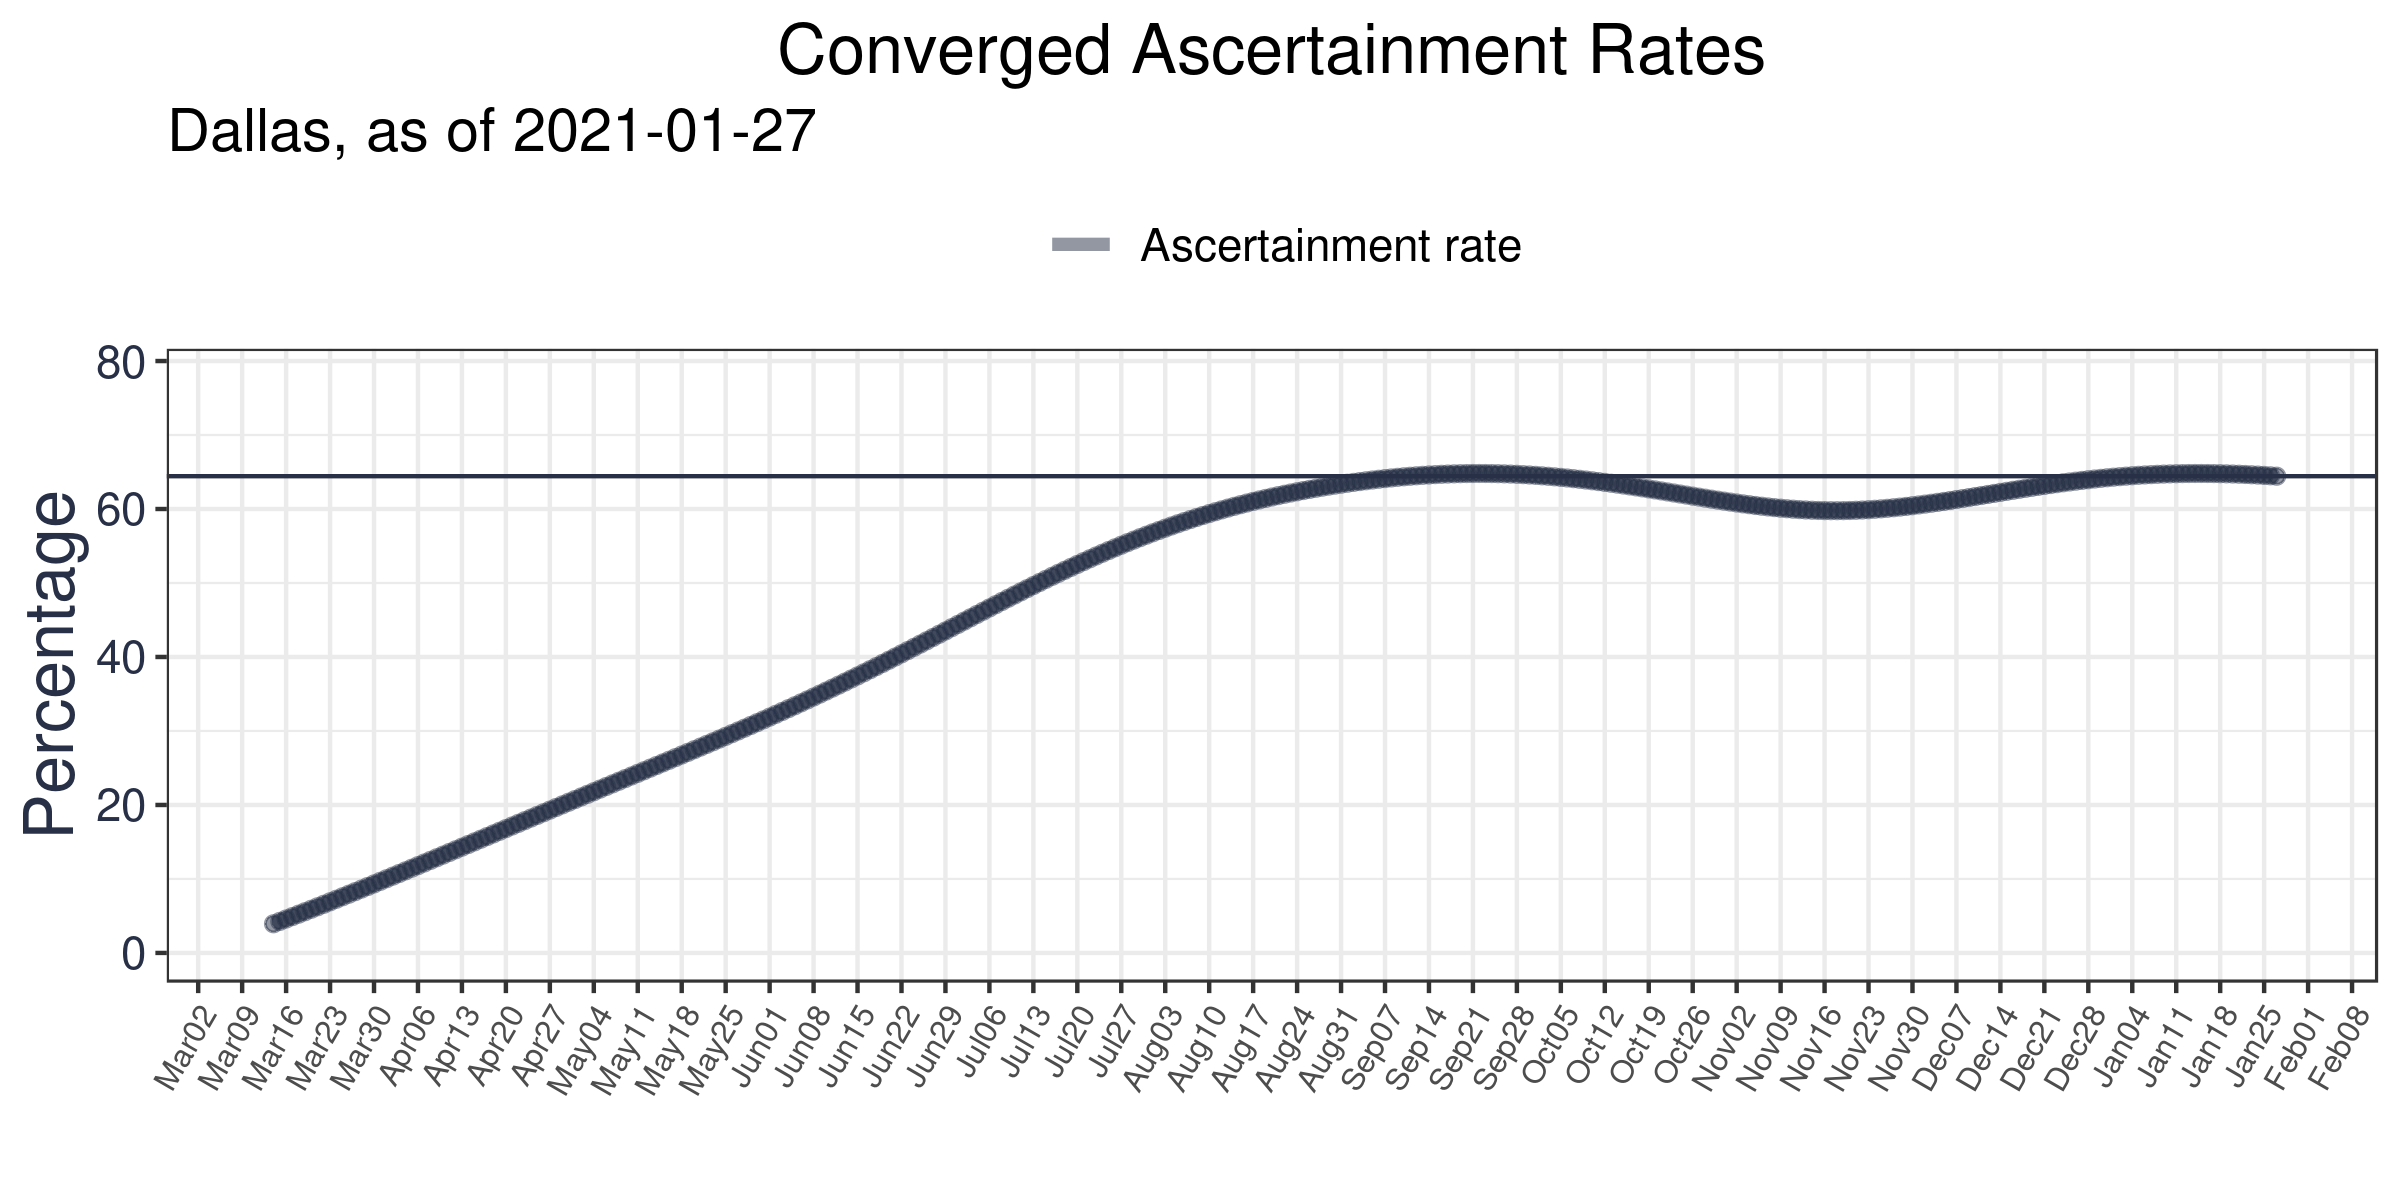 Converged Ascertainment Rates
Dallas, as of 2021-01-27
Ascertainment rate
Percentage
80
60
40
20
0
Mar02 Mar09 Mar16 Mar23 Mar30 Apr06 Apr13 Apr20 Apr27 May04 May11 May18 May25 Jun01 Jun08 Jun15 Jun22 Jun29 Jul06 Jul13 Jul20 Jul27 Aug03 Aug10 Aug17 Aug24 Aug31 Sep07 Sep14 Sep21 Sep28 Oct05 Oct12 Oct19 Oct26 Nov02 Nov09 Nov16 Nov23 Nov30 Dec07 Dec14 Dec21 Dec28 Jan04 Jan11 Jan18 Jan25 Feb01 Feb08